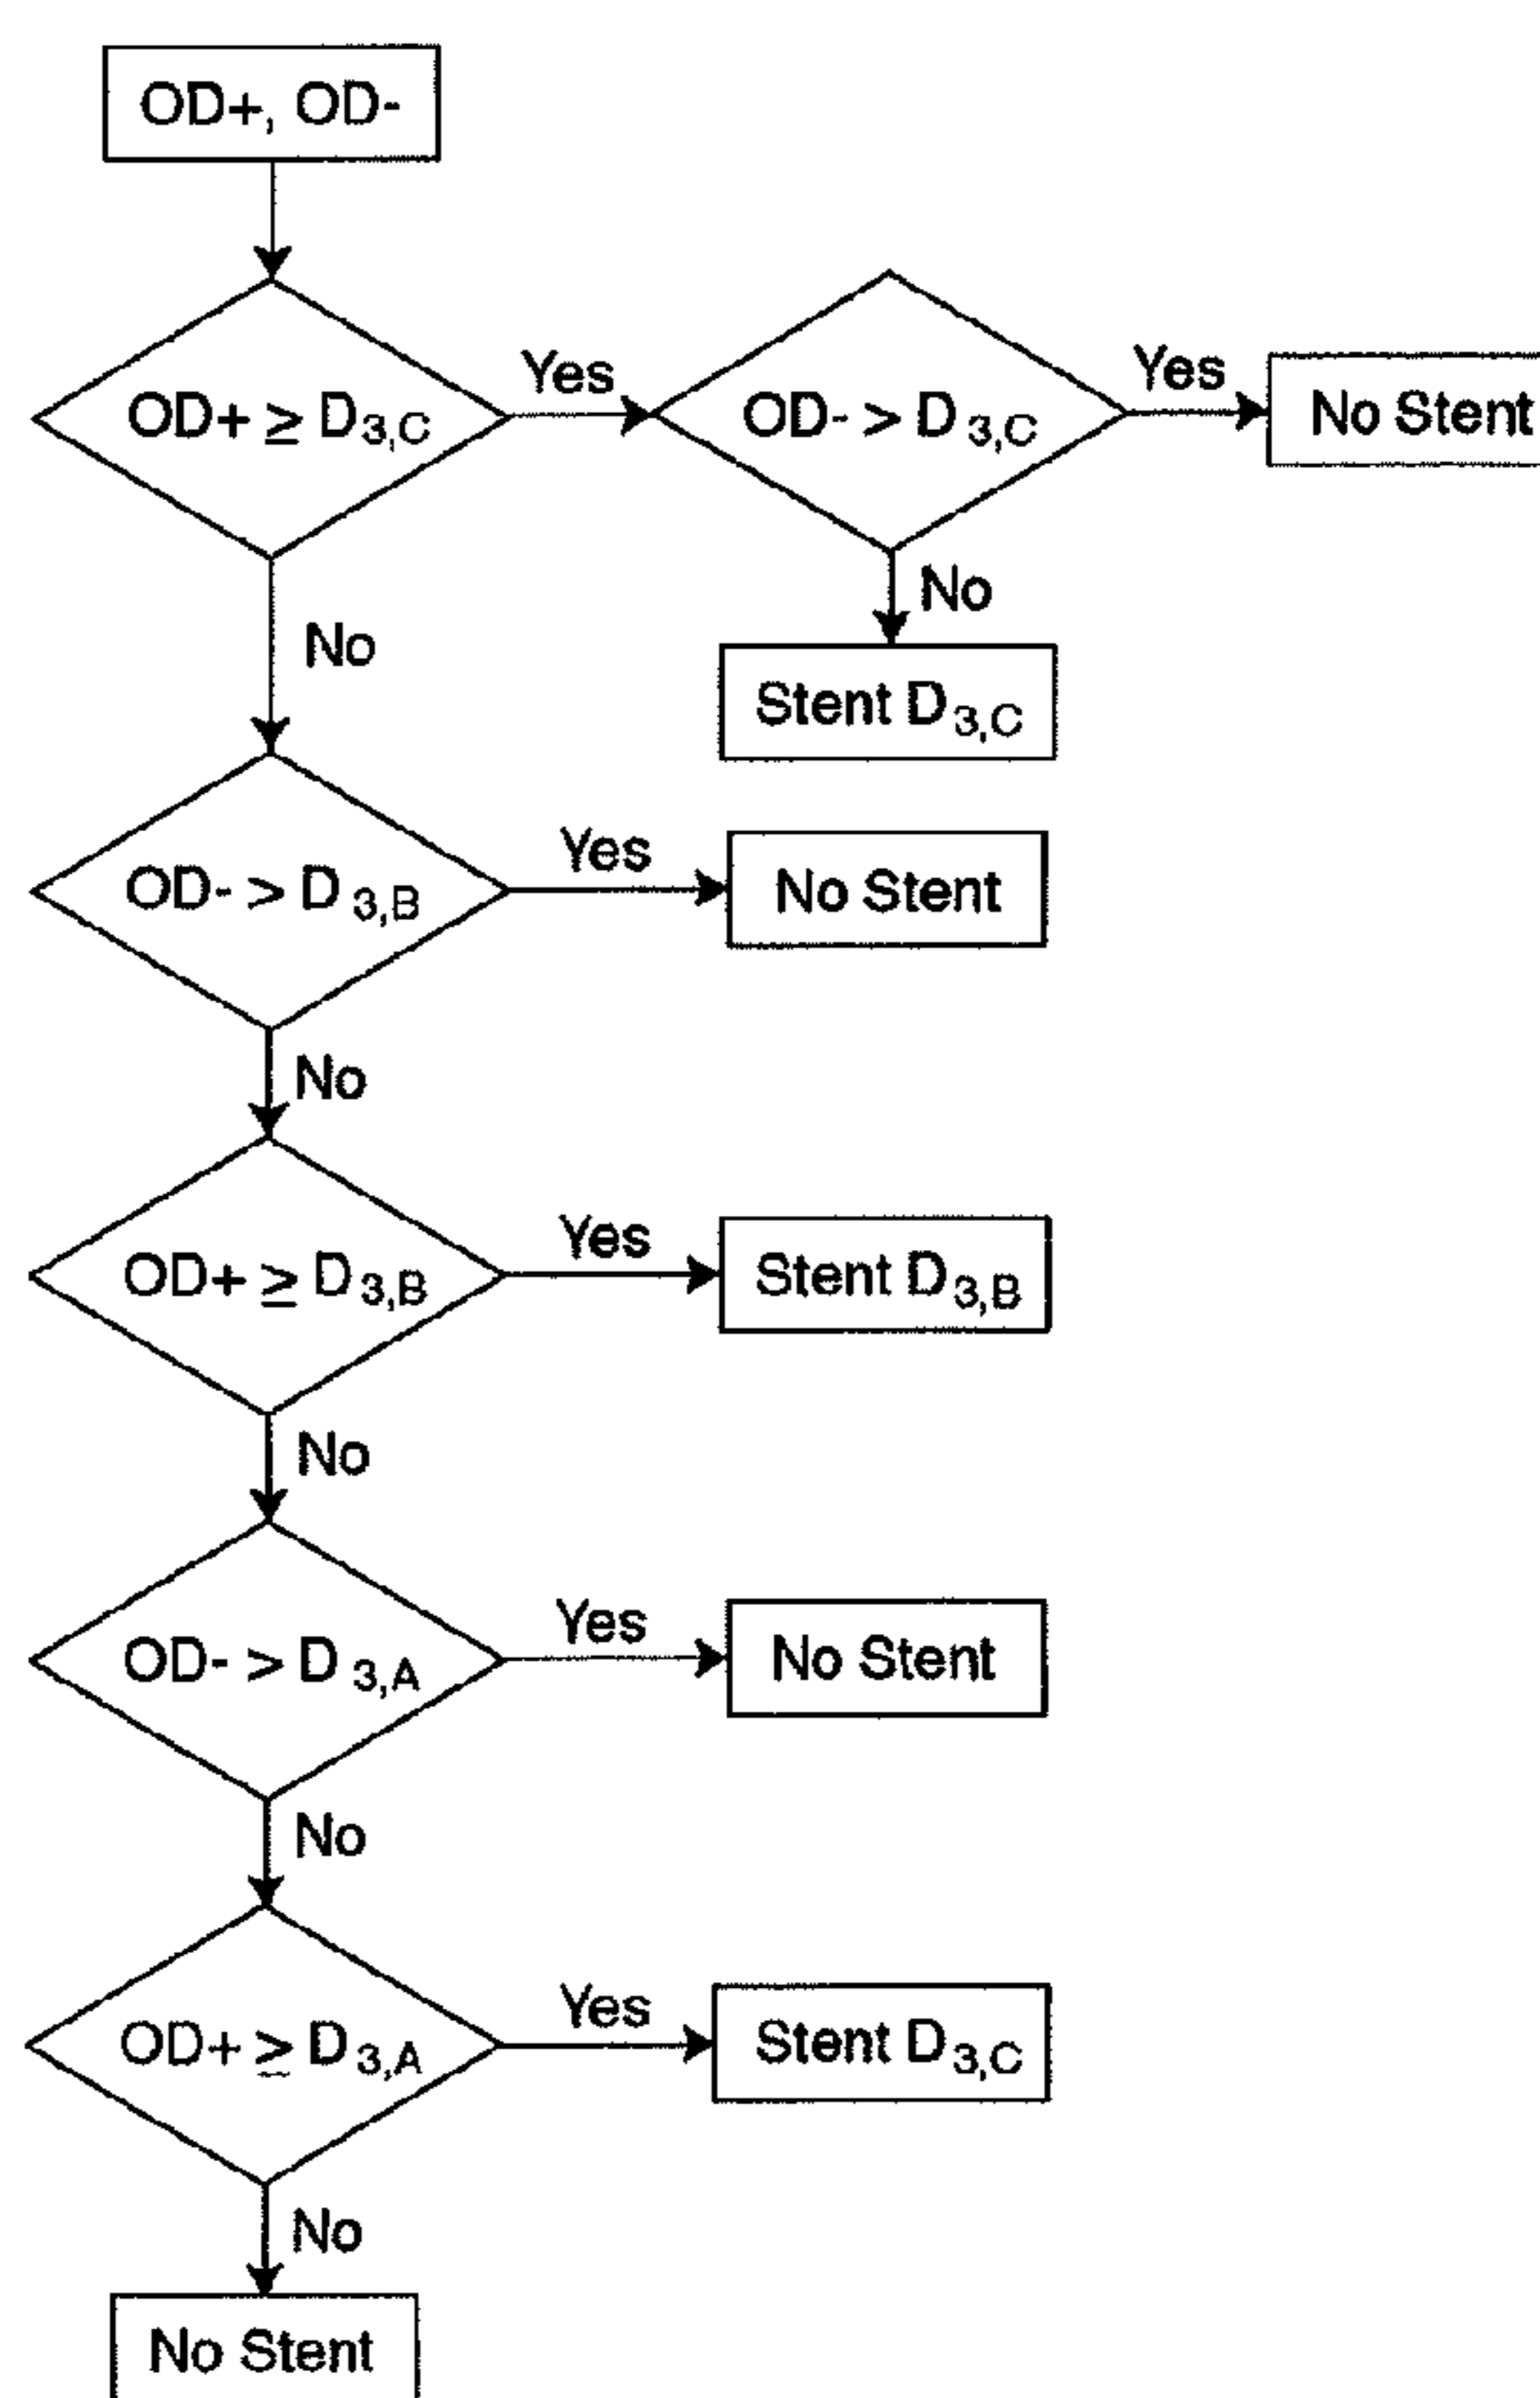 OD+, OD-
OD+ ≥ D3,C
Yes
OD- > D3,C
Yes
No Stent
No
Stent D3,C
No
OD- > D3,B
Yes
No Stent
No
OD+ ≥ D3,B
Yes
Stent D3,B
No
OD- > D3,A
Yes
No Stent
No
OD+ ≥ D3,A
Yes
Stent D3,C
No
No Stent